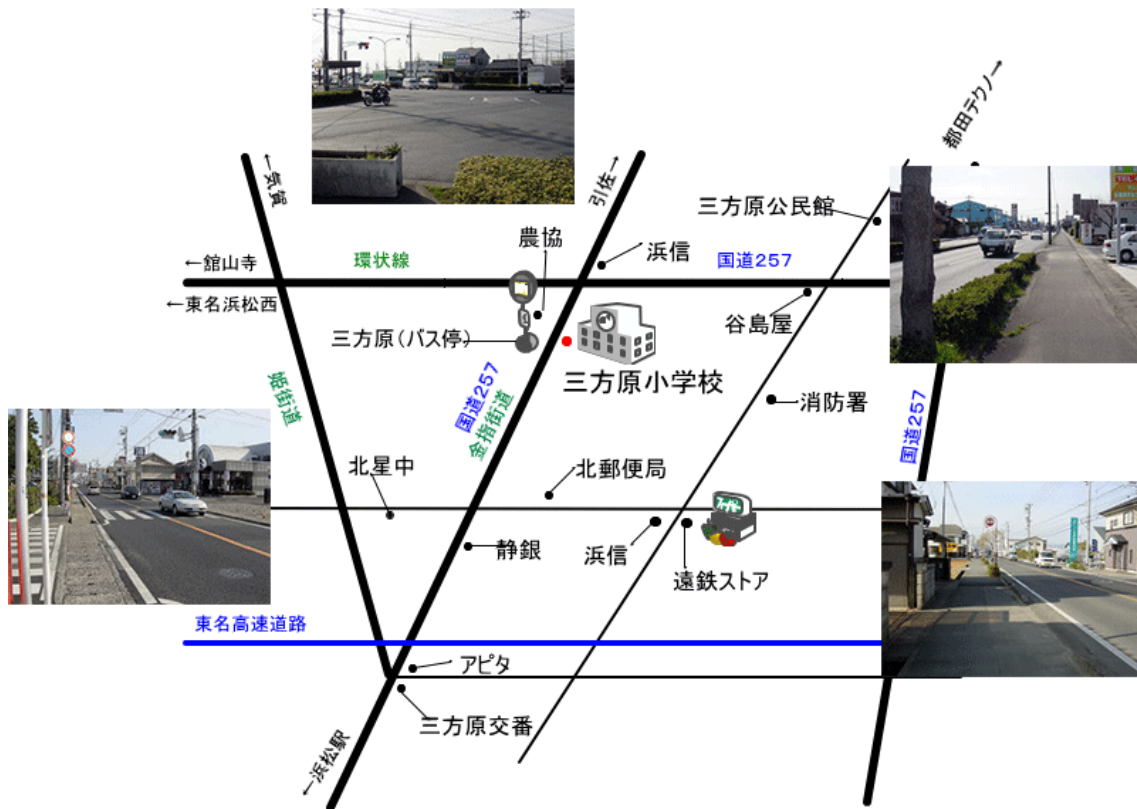 都田テクノ→
←気賀
引佐→
三方原公民館
農協
浜信
←舘山寺
環状線
国道257
←東名浜松西
谷島屋
三方原(バス停)
三方原小学校
姫街道
国道257
金指街道
消防署
国道257
北星中
北郵便局
静銀
浜信
遠鉄ストア
東名高速道路
アピタ
三方原交番
←浜松駅